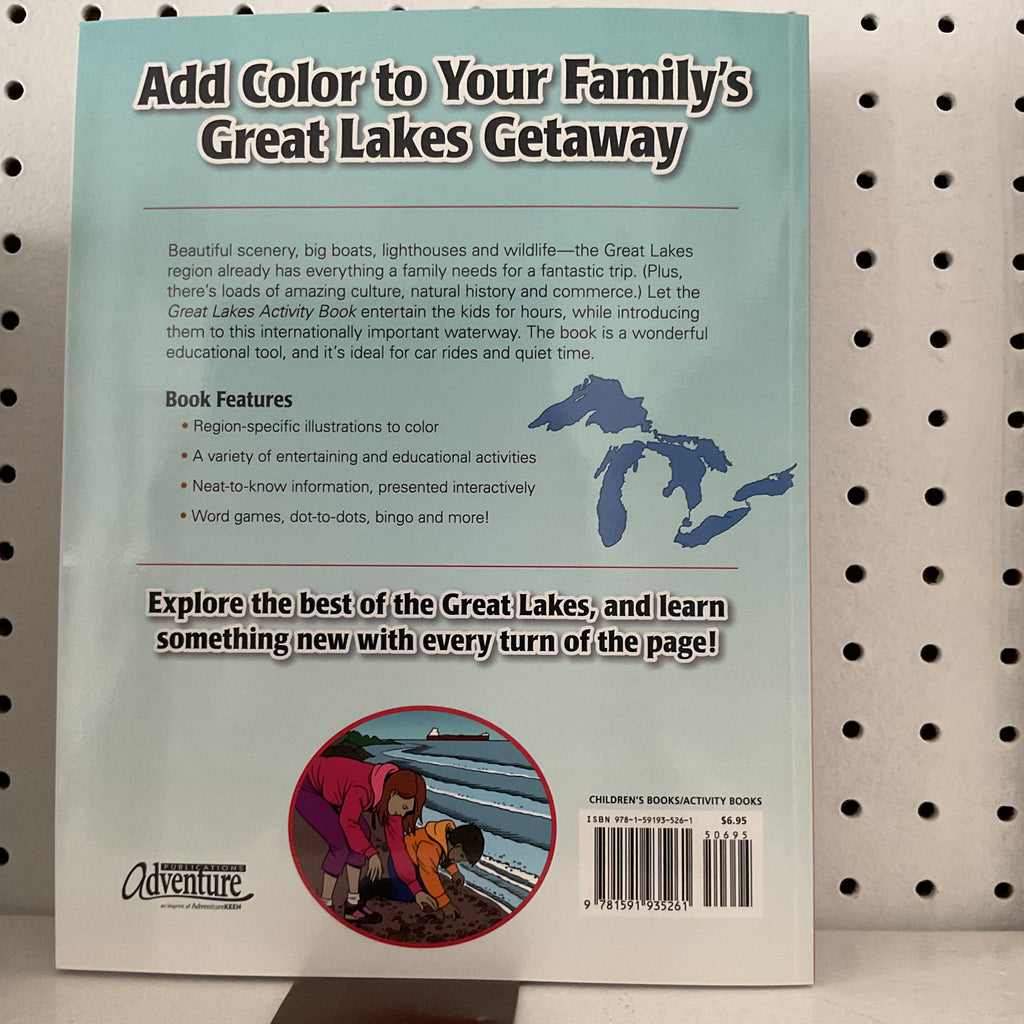 Add Color to Your Family's
Great Lakes Getaway
Beautiful scenery, big boats, lighthouses and wildlife—the Great Lakes
region already has everything a family needs for a fantastic trip. (Plus,
there's loads of amazing culture, natural history and commerce.) Let the
Great Lakes Activity Book entertain the kids for hours, while introducing
them to this internationally important waterway. The book is a wonderful
educational tool, and it's ideal for car rides and quiet time.
Book Features
• Region-specific illustrations to color
• A variety of entertaining and educational activities
• Neat-to-know information, presented interactively
• Word games, dot-to-dots, bingo and more!
Explore the best of the Great Lakes, and learn
something new with every turn of the page!
CHILDREN'S BOOKS/ACTIVITY BOOKS
ISBN 978-1-59193-526-1 $6.95
50695
9 781591 935261
PUBLICATIONS
Adventure
an imprint of AdventureKEEN